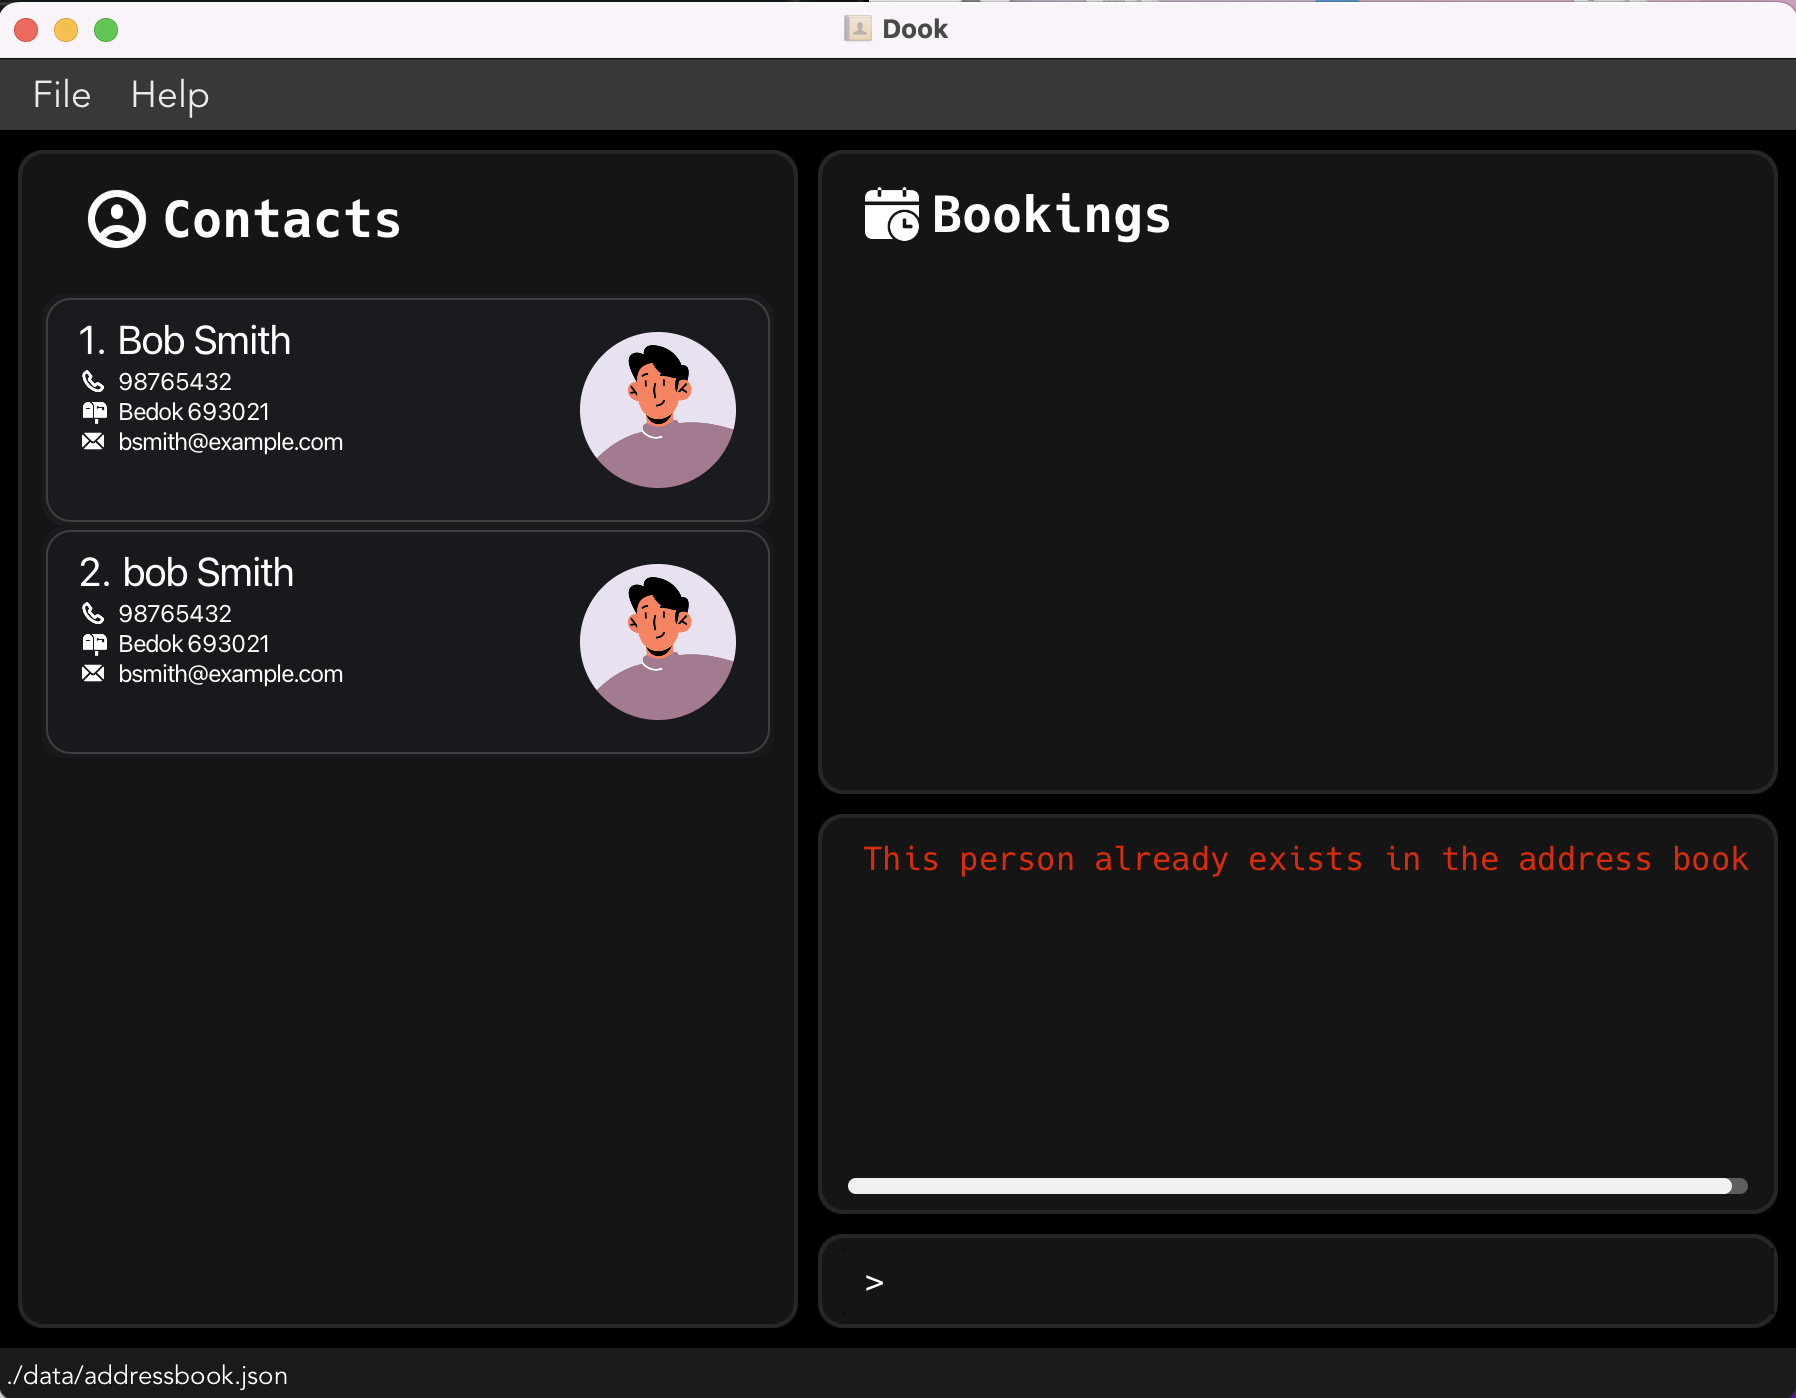 Dook
File Help
Contacts
1. Bob Smith
98765432
Bedok 693021
bsmith@example.com
2. bob Smith
98765432
Bedok 693021
bsmith@example.com
Bookings
This person already exists in the address book
>
./data/addressbook.json